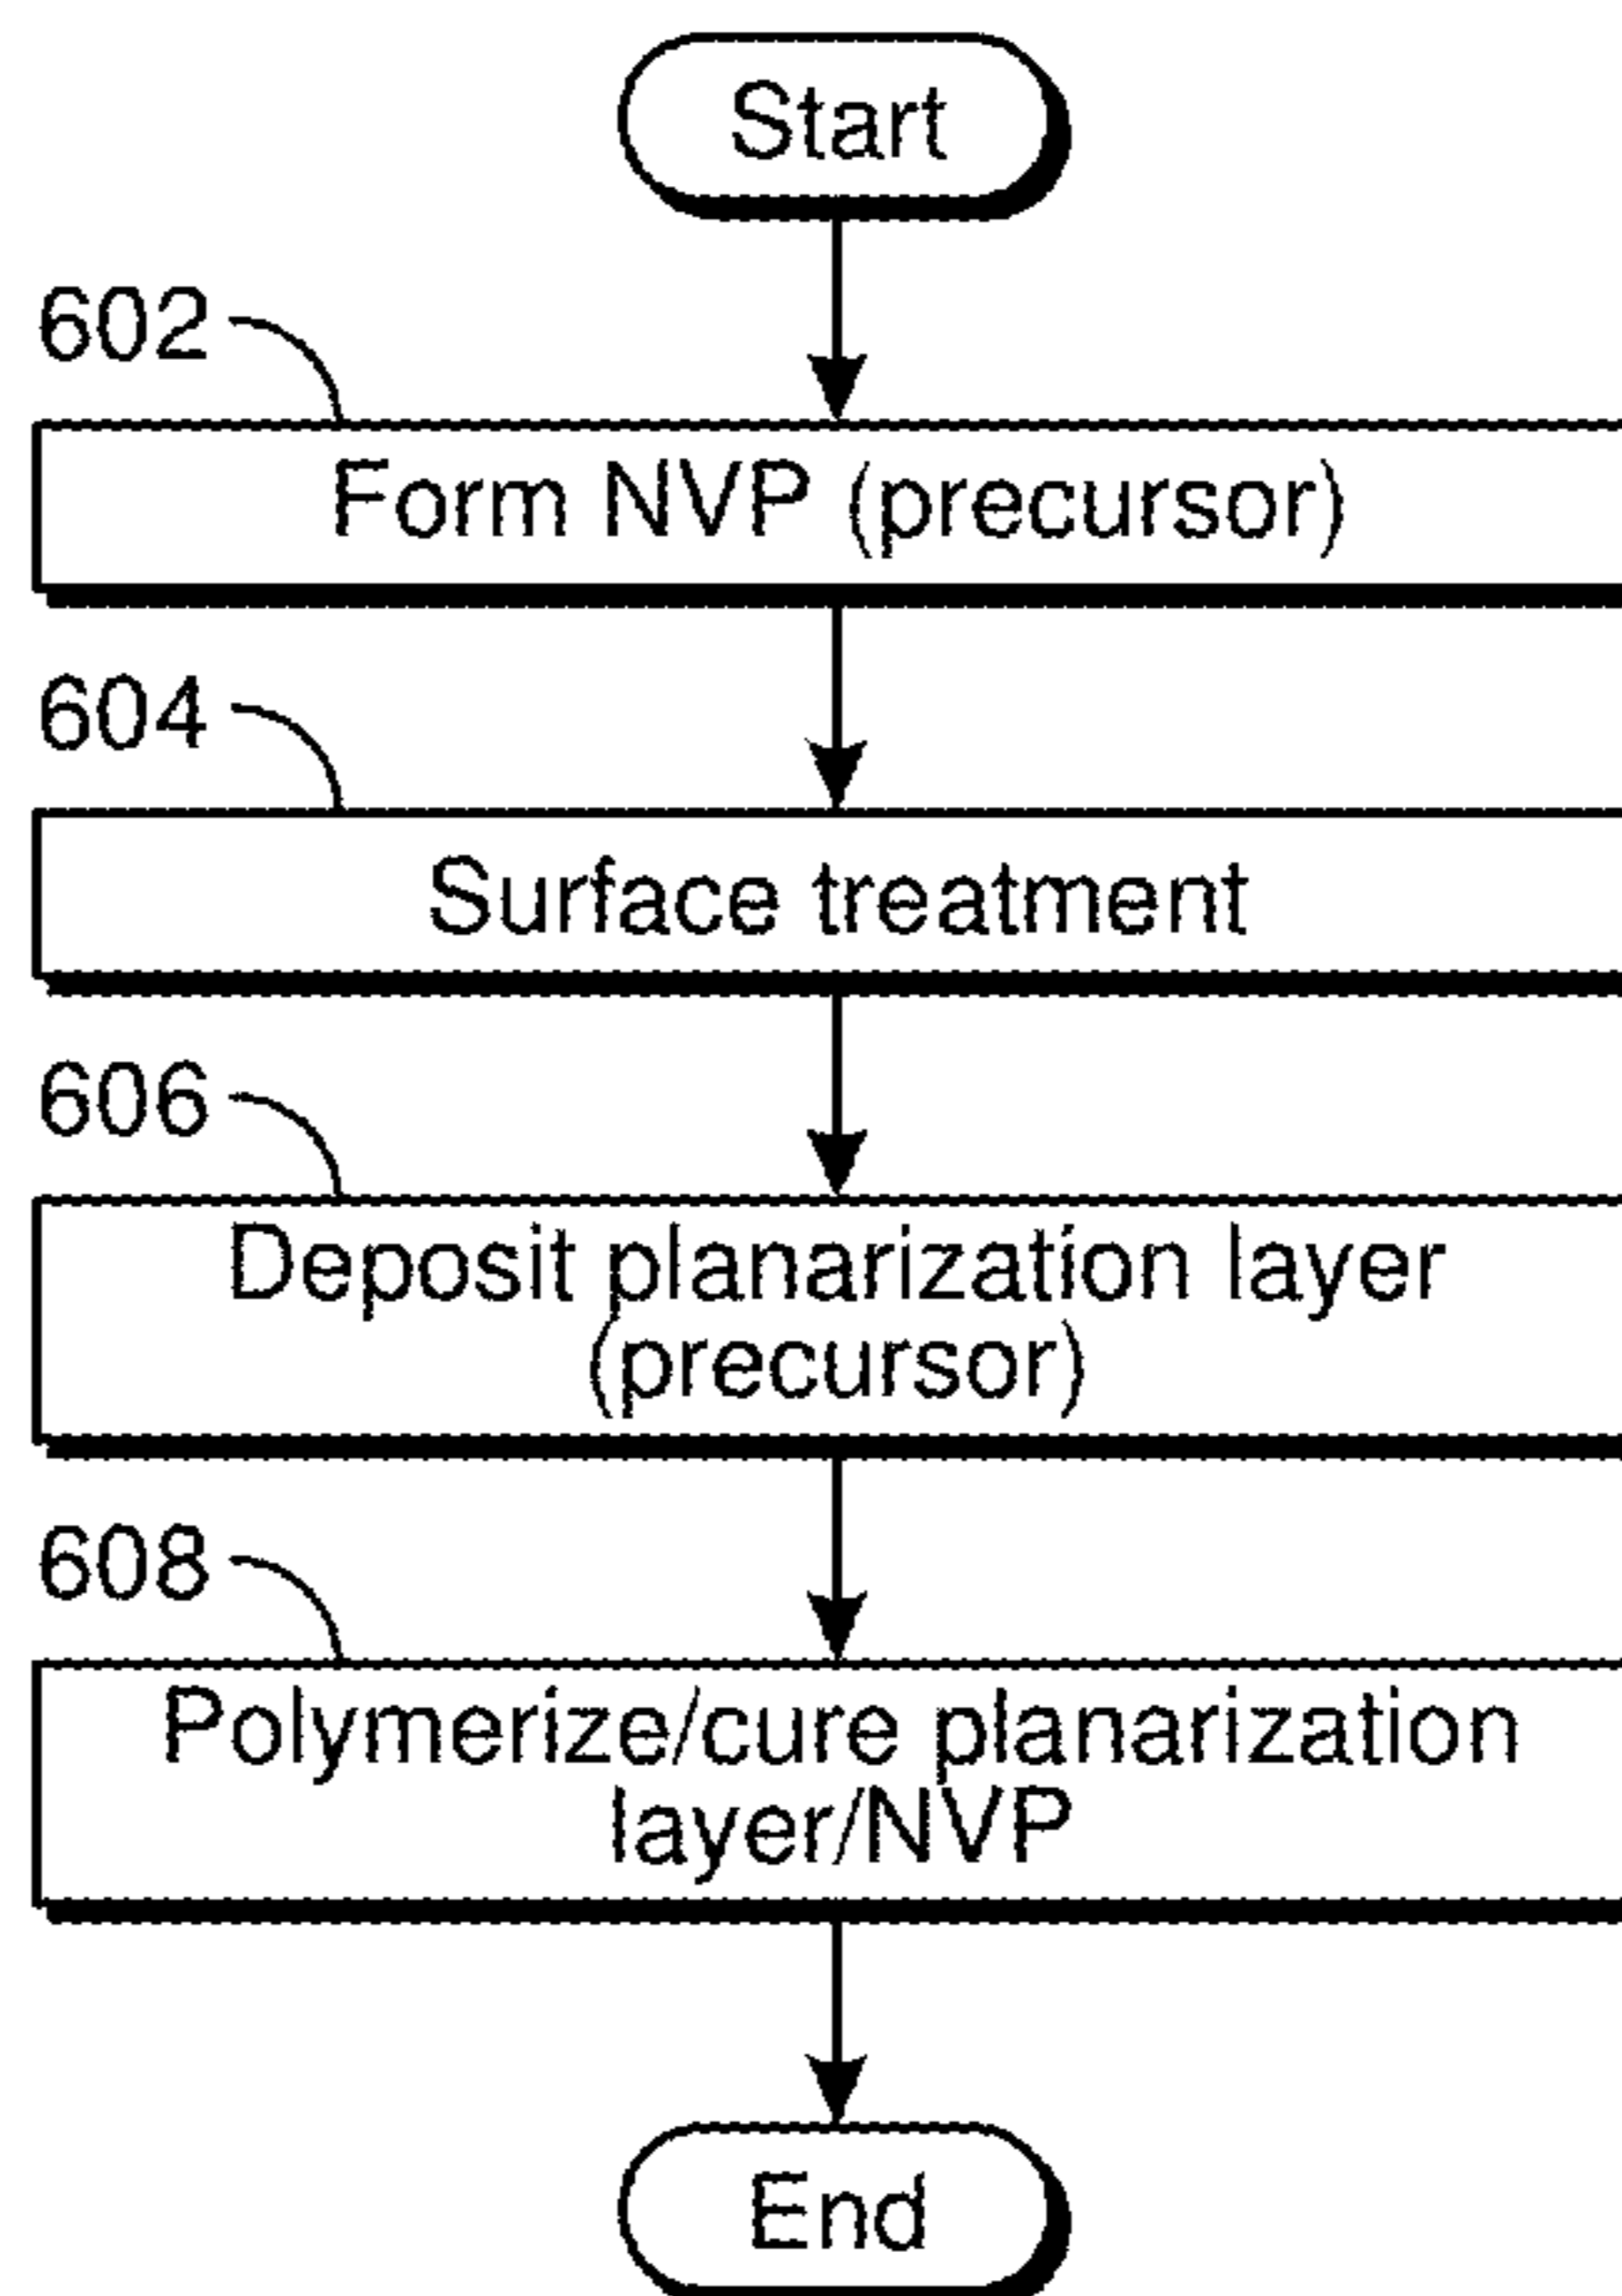 Start
602
Form NVP (precursor)
604
Surface treatment
606
Deposit planarization layer
(precursor)
608
Polymerize/cure planarization
layer/NVP
End